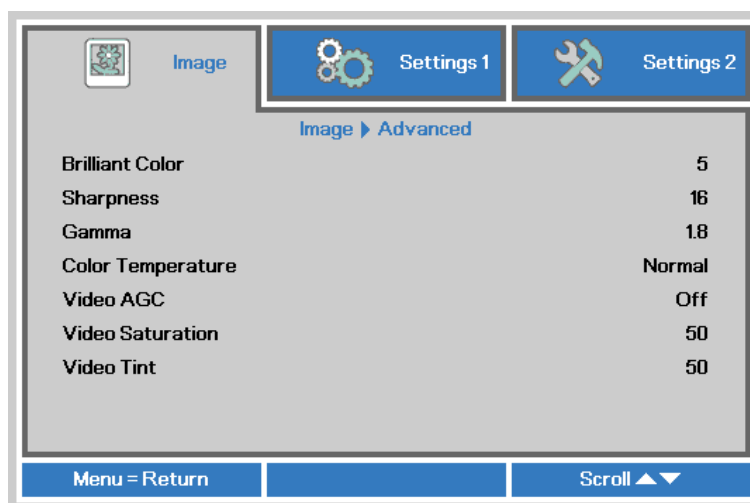 Image Settings 1 Settings 2
Image ▶ Advanced
Brilliant Color 5
Sharpness 16
Gamma 1.8
Color Temperature Normal
Video AGC Off
Video Saturation 50
Video Tint 50
Menu = Return Scroll ▲▼